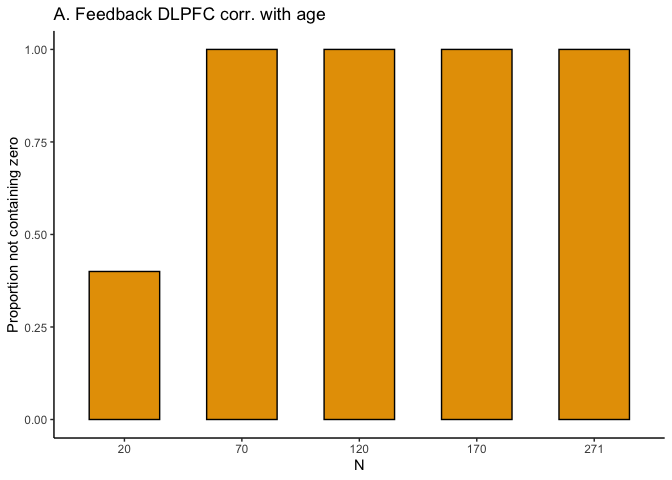 A. Feedback DLPFC corr. with age
Proportion not containing zero
1.00
0.75
0.50
0.25
0.00
20 70 120 170 271
N